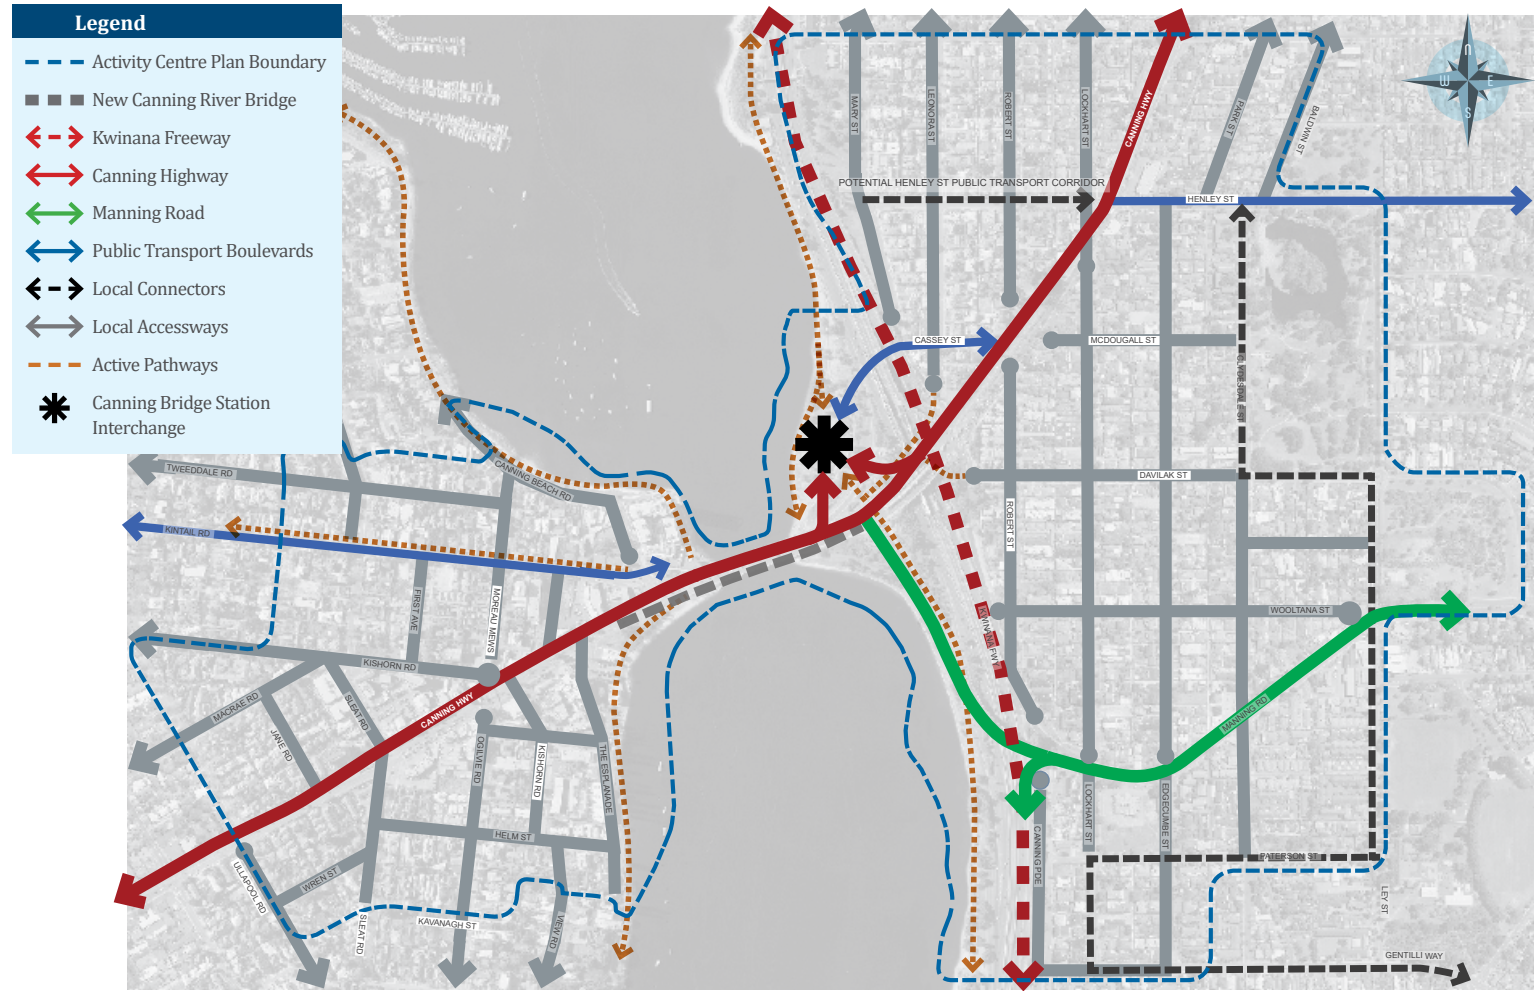 Legend
Activity Centre Plan Boundary
New Canning River Bridge
Kwinana Freeway
Canning Highway
Manning Road
Public Transport Boulevards
Local Connectors
Local Accessways
Active Pathways
Canning Bridge Station
Interchange
N
W
E
S
MARY ST
LEONORA ST
ROBERT ST
LOCKHART ST
CANNING HWY
PARK ST
BALDWIN ST
POTENTIAL HENLEY ST PUBLIC TRANSPORT CORRIDOR
HENLEY ST
CASSEY ST
MCDOUGALL ST
CLYDESDALE ST
DAVILAK ST
ROBERT ST
WOOLTANA ST
KWINANA FWY
MANNING RD
TWEEDDALE RD
CANNING BEACH RD
KINTAIL RD
FIRST AVE
MOREAU MEWS
KISHORN RD
MACRAE RD
SLEAT RD
JANE RD
CANNING HWY
OGILVIE RD
KISHORN RD
THE ESPLANADE
HELM ST
WREN ST
ULLAPOOL RD
SLEAT RD
KAVANAGH ST
VIEW RD
CANNING PDE
LOCKHART ST
EDGECUMBE ST
PATERSON ST
LEY ST
GENTILLI WAY